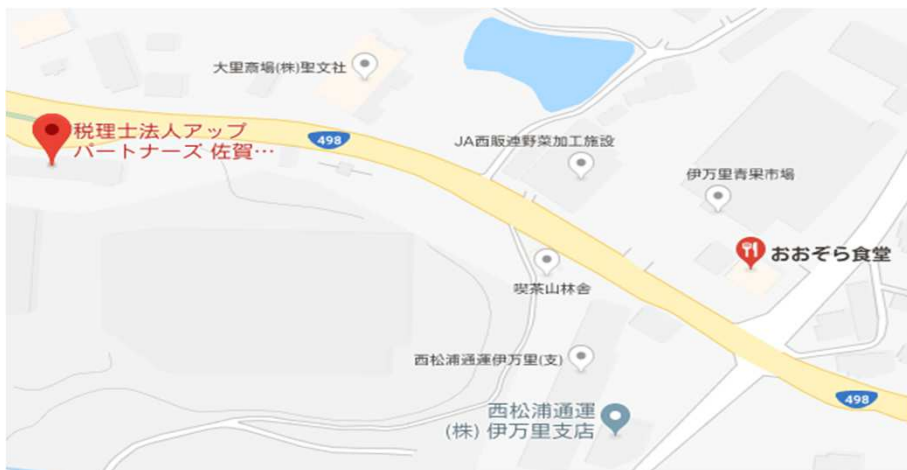 大里斎場(株)聖文社
税理士法人アップ
パートナーズ 佐賀…
498
JA西販連野菜加工施設
伊万里青果市場
おおぞら食堂
喫茶山林舎
西松浦通運伊万里(支)
西松浦通運
(株) 伊万里支店
498